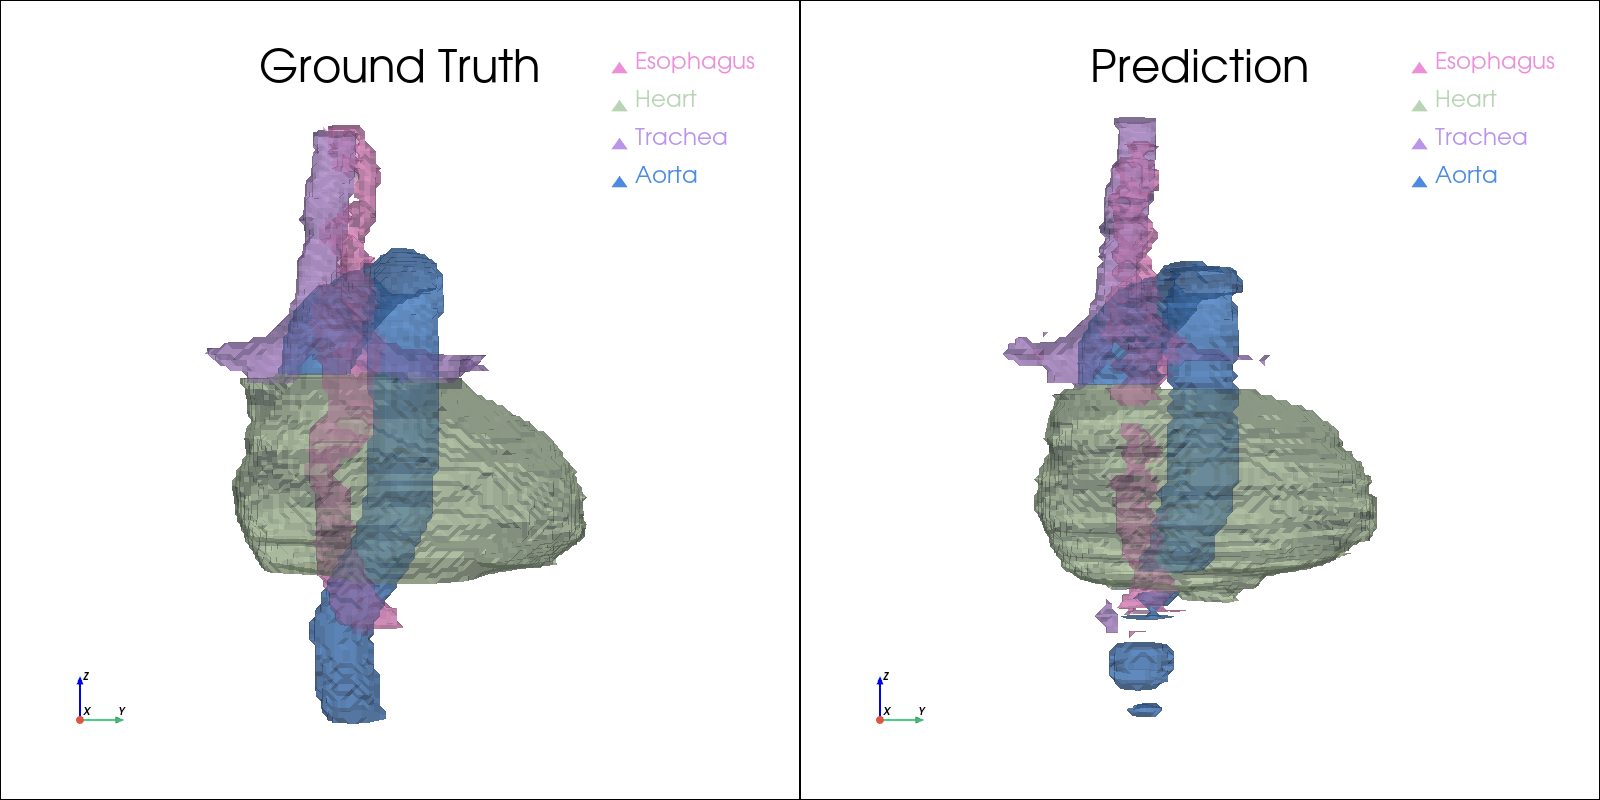 Ground Truth
Esophagus
Heart
Trachea
Aorta
Z
X
Y
Prediction
Esophagus
Heart
Trachea
Aorta
Z
X
Y